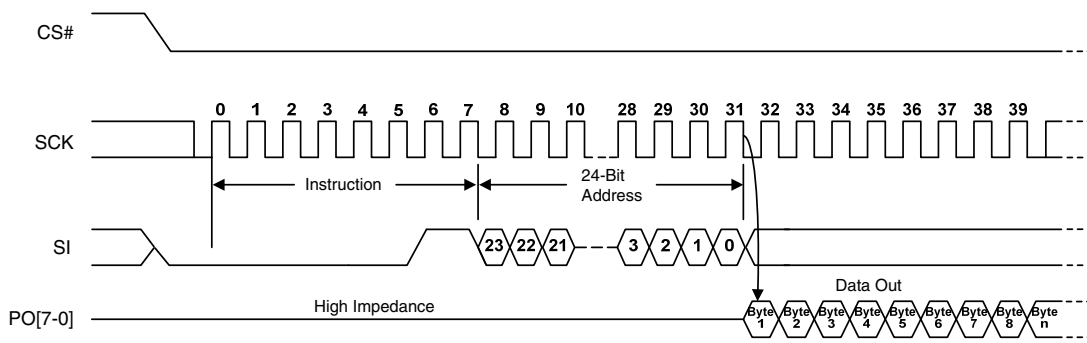 CS#
0 1 2 3 4 5 6 7 8 9 10 28 29 30 31 32 33 34 35 36 37 38 39
SCK
Instruction
24-Bit
Address
SI
23 22 21 3 2 1 0
Data Out
High Impedance
PO[7-0]
Byte 1 Byte 2 Byte 3 Byte 4 Byte 5 Byte 6 Byte 7 Byte 8 Byte n